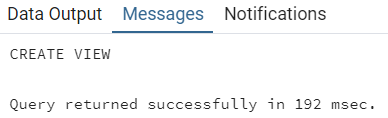 Data Output Messages Notifications
CREATE VIEW
Query returned successfully in 192 msec.